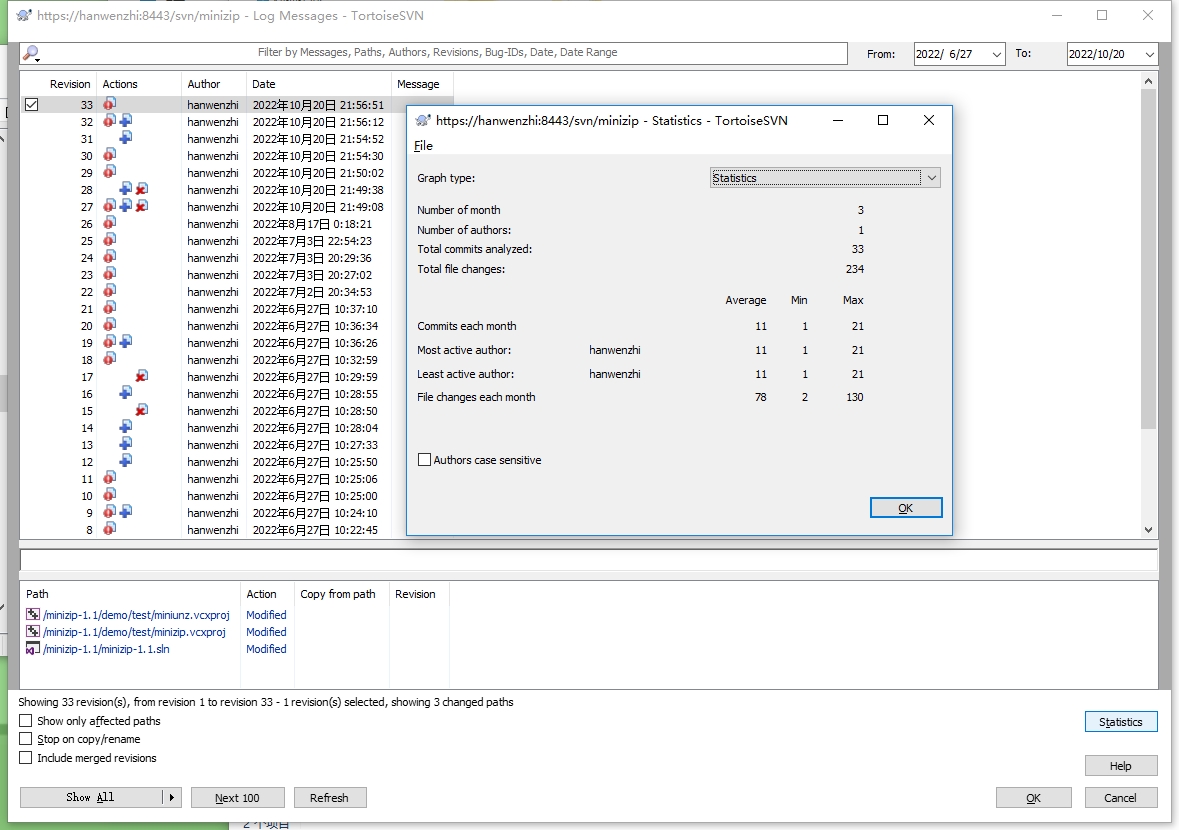 https://hanwenzhi:8443/svn/minizip - Log Messages - TortoiseSVN
Filter by Messages, Paths, Authors, Revisions, Bug-IDs, Date, Date Range From: 2022/ 6/27 To: 2022/10/20
Revision Actions Author Date Message
33 hanwenzhi 2022年10月20日 21:56:51
32 hanwenzhi 2022年10月20日 21:56:12
31 hanwenzhi 2022年10月20日 21:54:52
30 hanwenzhi 2022年10月20日 21:54:30
29 hanwenzhi 2022年10月20日 21:50:02
28 hanwenzhi 2022年10月20日 21:49:38
27 hanwenzhi 2022年10月20日 21:49:08
26 hanwenzhi 2022年8月17日 0:18:21
25 hanwenzhi 2022年7月3日 22:54:23
24 hanwenzhi 2022年7月3日 20:29:36
23 hanwenzhi 2022年7月3日 20:27:02
22 hanwenzhi 2022年7月2日 20:34:53
21 hanwenzhi 2022年6月27日 10:37:10
20 hanwenzhi 2022年6月27日 10:36:34
19 hanwenzhi 2022年6月27日 10:36:26
18 hanwenzhi 2022年6月27日 10:32:59
17 hanwenzhi 2022年6月27日 10:29:59
16 hanwenzhi 2022年6月27日 10:28:55
15 hanwenzhi 2022年6月27日 10:28:50
14 hanwenzhi 2022年6月27日 10:28:04
13 hanwenzhi 2022年6月27日 10:27:33
12 hanwenzhi 2022年6月27日 10:25:50
11 hanwenzhi 2022年6月27日 10:25:06
10 hanwenzhi 2022年6月27日 10:25:00
9 hanwenzhi 2022年6月27日 10:24:10
8 hanwenzhi 2022年6月27日 10:22:45
https://hanwenzhi:8443/svn/minizip - Statistics - TortoiseSVN
File
Graph type: Statistics
Number of month 3
Number of authors: 1
Total commits analyzed: 33
Total file changes: 234
Average Min Max
Commits each month 11 1 21
Most active author: hanwenzhi 11 1 21
Least active author: hanwenzhi 11 1 21
File changes each month 78 2 130
Authors case sensitive
OK
Path Action Copy from path Revision
/minizip-1.1/demo/test/miniunz.vcxproj Modified
/minizip-1.1/demo/test/minizip.vcxproj Modified
/minizip-1.1/minizip-1.1.sln Modified
Showing 33 revision(s), from revision 1 to revision 33 - 1 revision(s) selected, showing 3 changed paths
Show only affected paths
Statistics
Stop on copy/rename
Include merged revisions
Help
Show All Next 100 Refresh OK Cancel
2 个项目